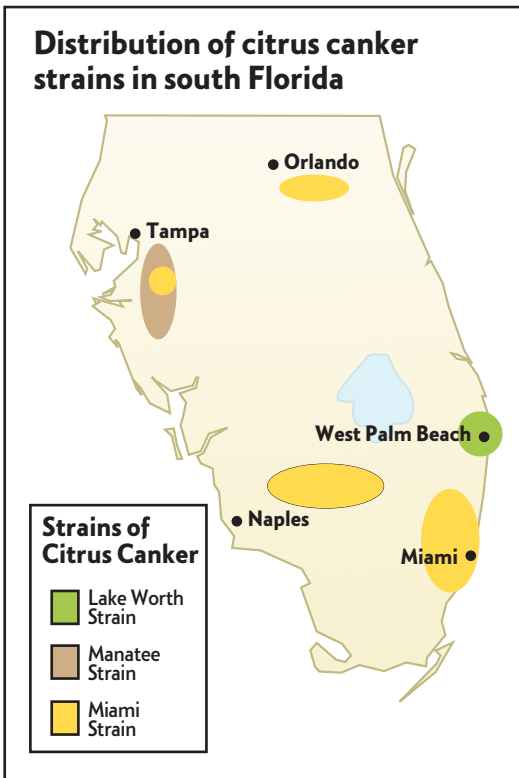 Distribution of citrus canker
strains in south Florida
Orlando
Tampa
West Palm Beach
Naples
Miami
Strains of
Citrus Canker
Lake Worth
Strain
Manatee
Strain
Miami
Strain